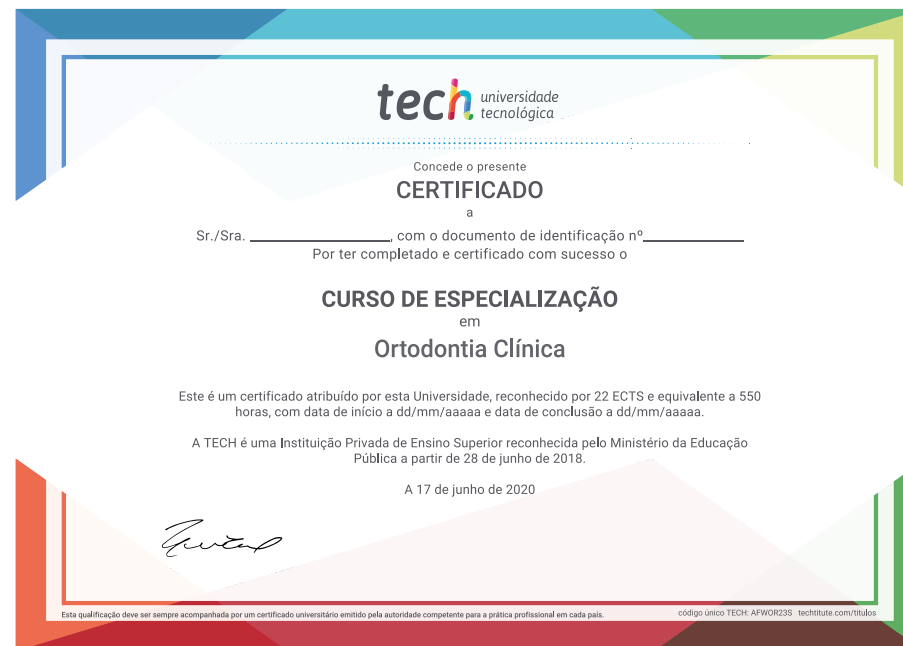 tech universidade
tecnológica
Concede o presente
CERTIFICADO
a
Sr./Sra. ____________________, com o documento de identificação nº______________
Por ter completado e certificado com sucesso o
CURSO DE ESPECIALIZAÇÃO
em
Ortodontia Clínica
Este é um certificado atribuído por esta Universidade, reconhecido por 22 ECTS e equivalente a 550
horas, com data de início a dd/mm/aaaaa e data de conclusão a dd/mm/aaaaa.
A TECH é uma Instituição Privada de Ensino Superior reconhecida pelo Ministério da Educação
Pública a partir de 28 de junho de 2018.
A 17 de junho de 2020
Esta qualificação deve ser sempre acompanhada por um certificado universitário emitido pela autoridade competente para a prática profissional em cada país.
código único TECH: AFWOR23S techtitute.com/titulos